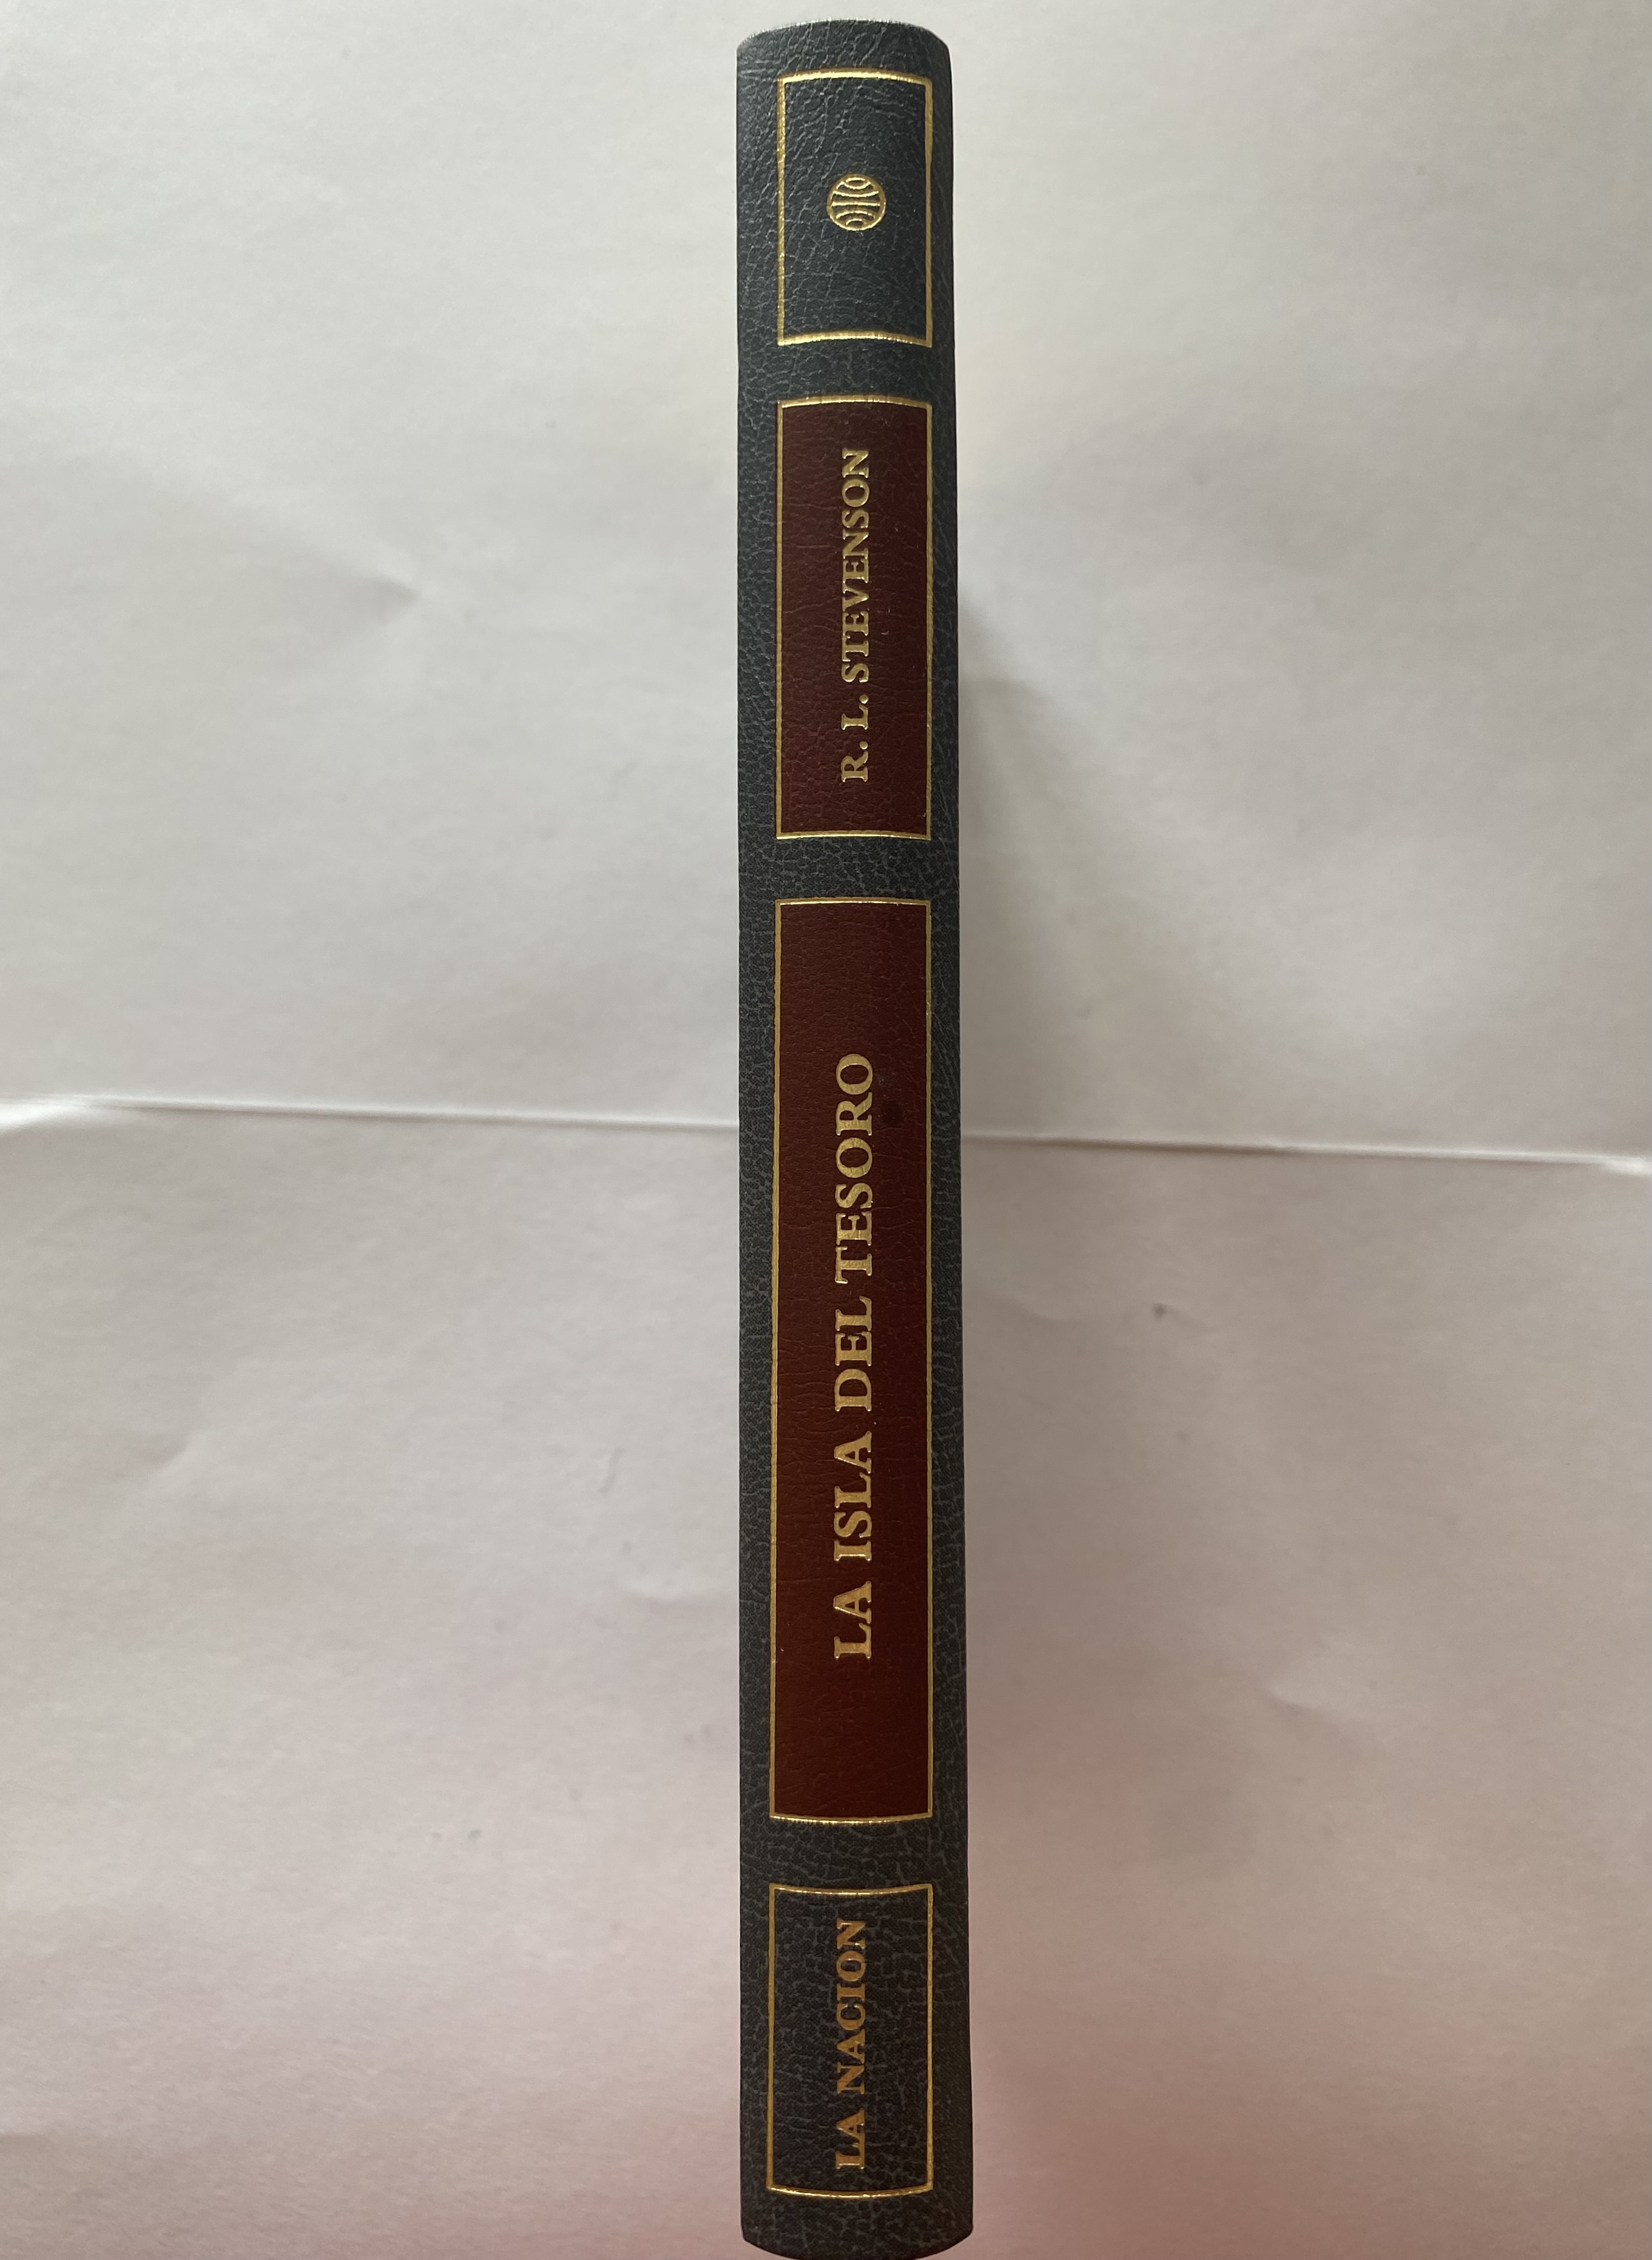 R. L. STEVENSON
LA ISLA DEL TESORO
LA NACION